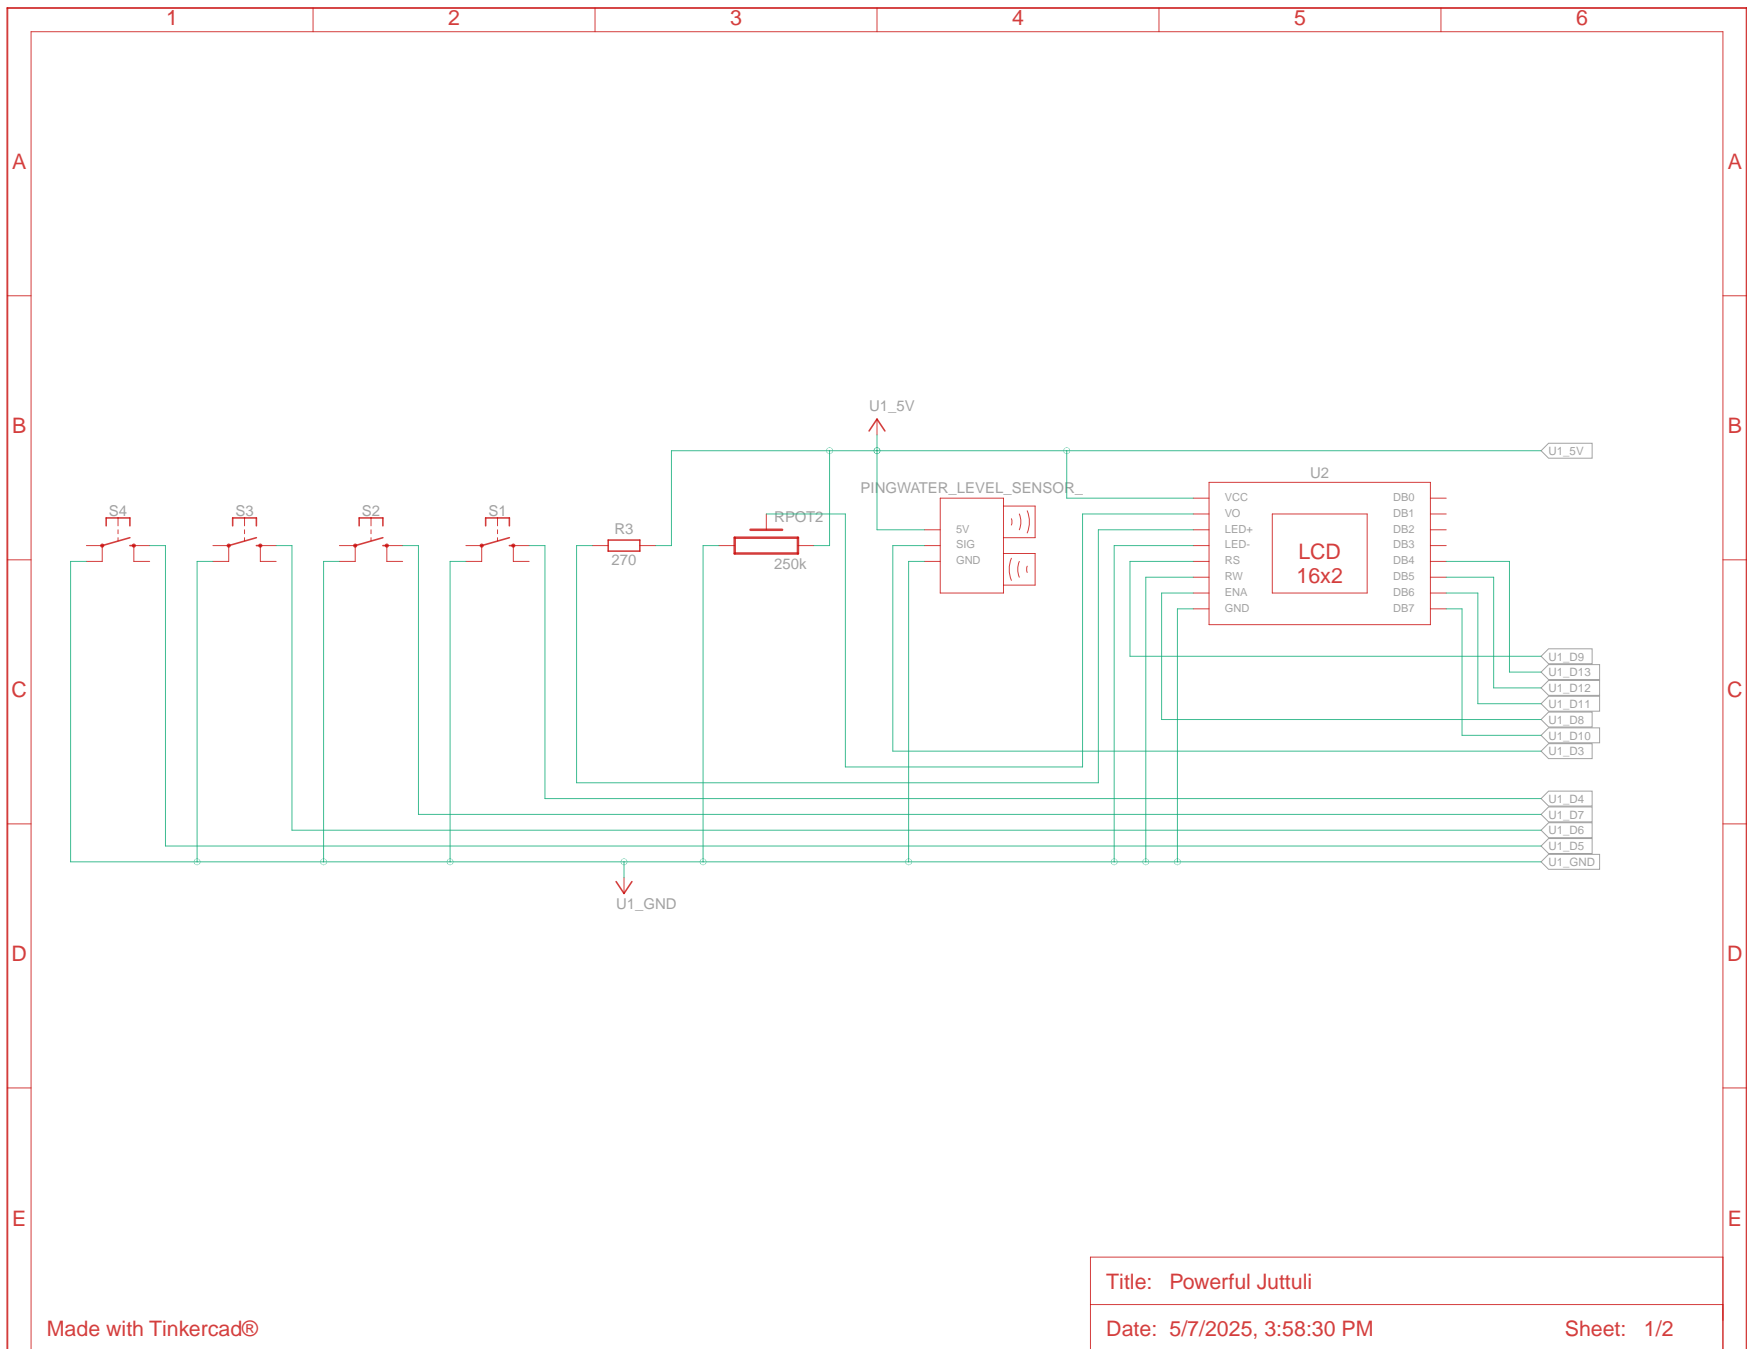 1 2 3 4 5 6
A A
B B
C C
D D
E E
U1_5V
U1_5V
PINGWATER_LEVEL_SENSOR_
5V
SIG
GND
U2
VCC DB0
VO DB1
LED+ DB2
LED- DB3
RS DB4
RW DB5
ENA DB6
GND DB7
LCD
16x2
S4 S3 S2 S1
R3
270
RPOT2
250k
U1_D9
U1_D13
U1_D12
U1_D11
U1_D8
U1_D10
U1_D3
U1_D4
U1_D7
U1_D6
U1_D5
U1_GND
U1_GND
Title: Powerful Juttuli
Made with Tinkercad®
Date: 5/7/2025, 3:58:30 PM Sheet: 1/2